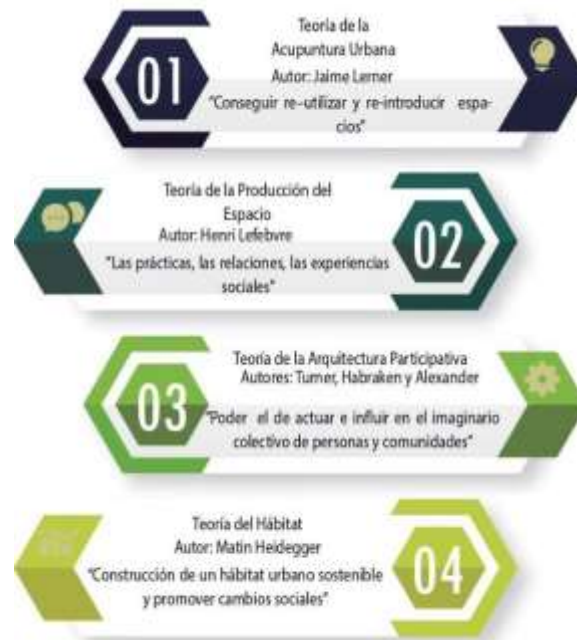 01
Teoría de la
Acupuntura Urbana
Autor: Jaime Lerner
"Conseguir re-utilizar y re-introducir espa-
cios"
Teoría de la Producción del
Espacio
Autor: Henri Lefebvre
"Las prácticas, las relaciones, las experiencias
sociales"
02
03
Teoría de la Arquitectura Participativa
Autores: Turner, Habraken y Alexander
"Poder el de actuar e influir en el imaginario
colectivo de personas y comunidades"
Teoría del Hábitat
Autor: Matin Heidegger
"Construcción de un hábitat urbano sostenible
y promover cambios sociales"
04